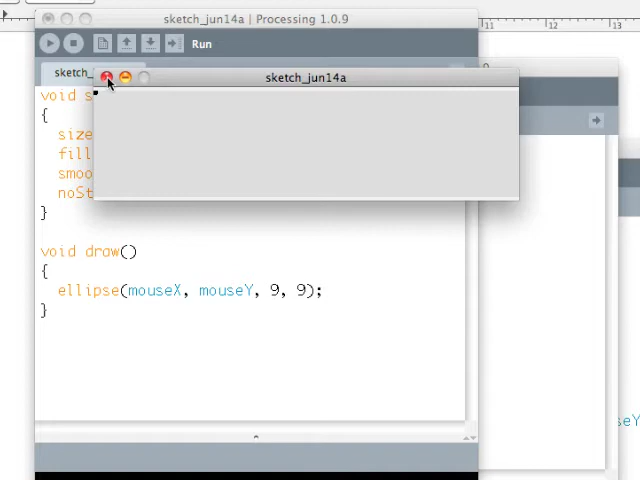 11 12 13
sketch_jun14a | Processing 1.0.9
Run
sketch_
sketch_jun14a
void s
{
size
fill
smoo
noSt
}
void draw()
{
ellipse(mouseX, mouseY, 9, 9);
}
seY